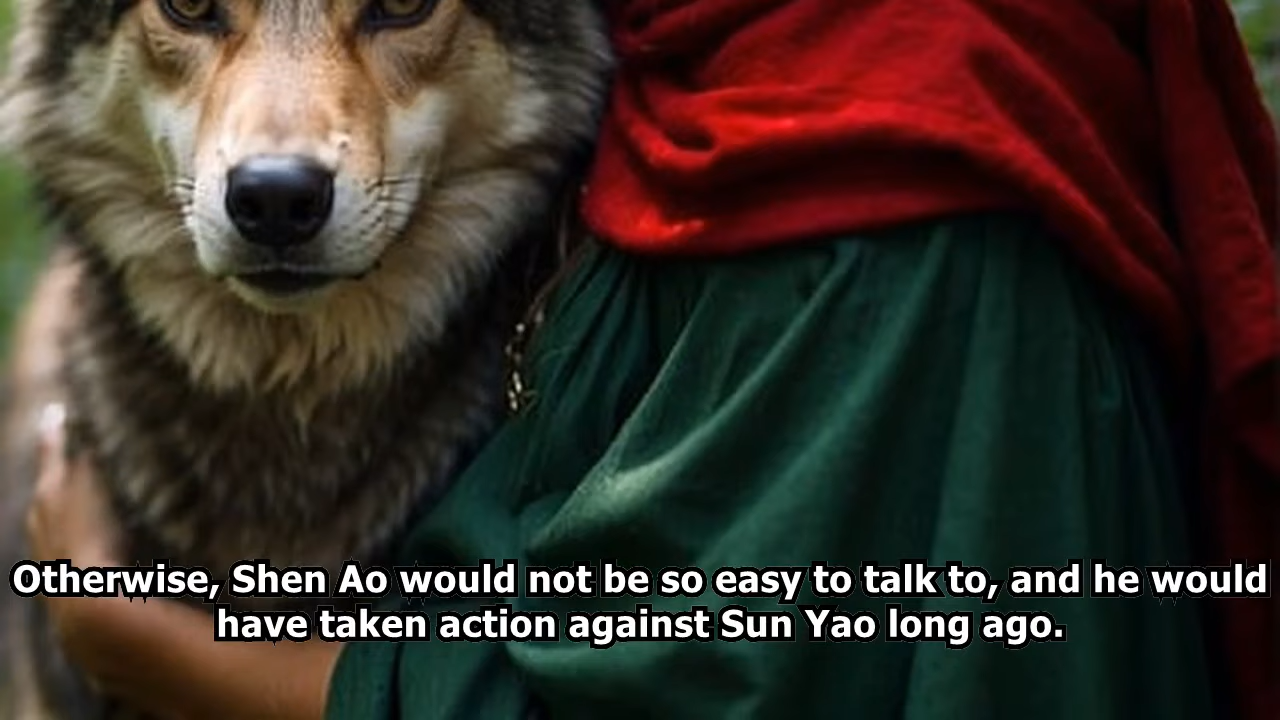 Otherwise, Shen Ao would not be so easy to talk to, and he would
have taken action against Sun Yao long ago.